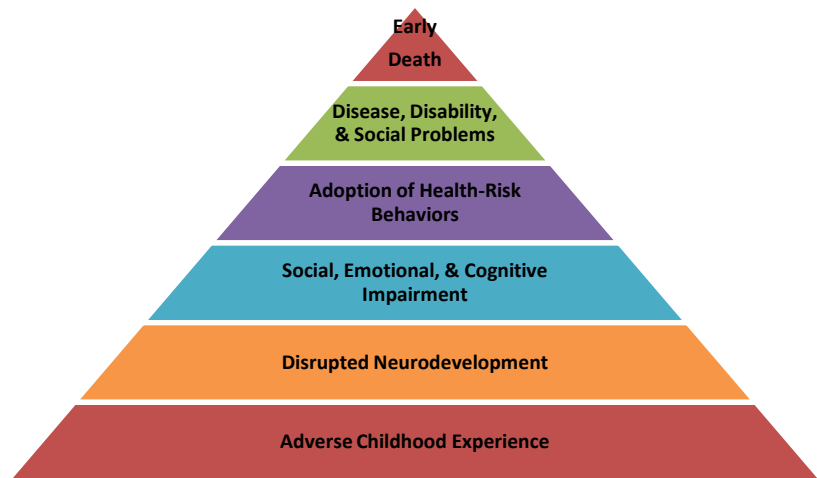 Early
Death
Disease, Disability,
& Social Problems
Adoption of Health-Risk
Behaviors
Social, Emotional, & Cognitive
Impairment
Disrupted Neurodevelopment
Adverse Childhood Experience